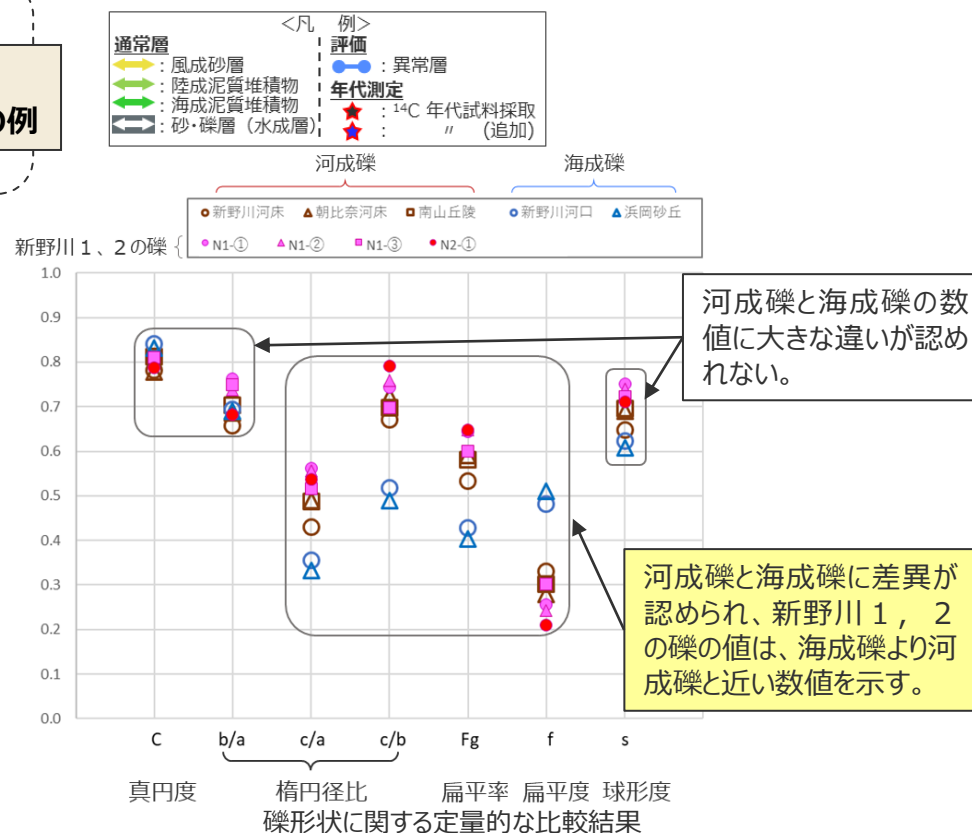 の例
<凡　例>
通常層
：風成砂層
：陸成泥質堆積物
：海成泥質堆積物
：砂・礫層（水成層）
評価
：異常層
年代測定
：¹⁴C 年代試料採取
：　〃　(追加)
河成礫　海成礫
新野川河床　朝比奈河床　南山丘陵　新野川河口　浜岡砂丘
新野川１、２の礫
N1-①　N1-②　N1-③　N2-①
1.0
0.9
0.8
0.7
0.6
0.5
0.4
0.3
0.2
0.1
0.0
河成礫と海成礫の数
値に大きな違いが認め
れない。
河成礫と海成礫に差異が
認められ、新野川１，２
の礫の値は、海成礫より河
成礫と近い数値を示す。
C　b/a　c/a　c/b　Fg　f　s
真円度　楕円径比　扁平率　扁平度　球形度
礫形状に関する定量的な比較結果